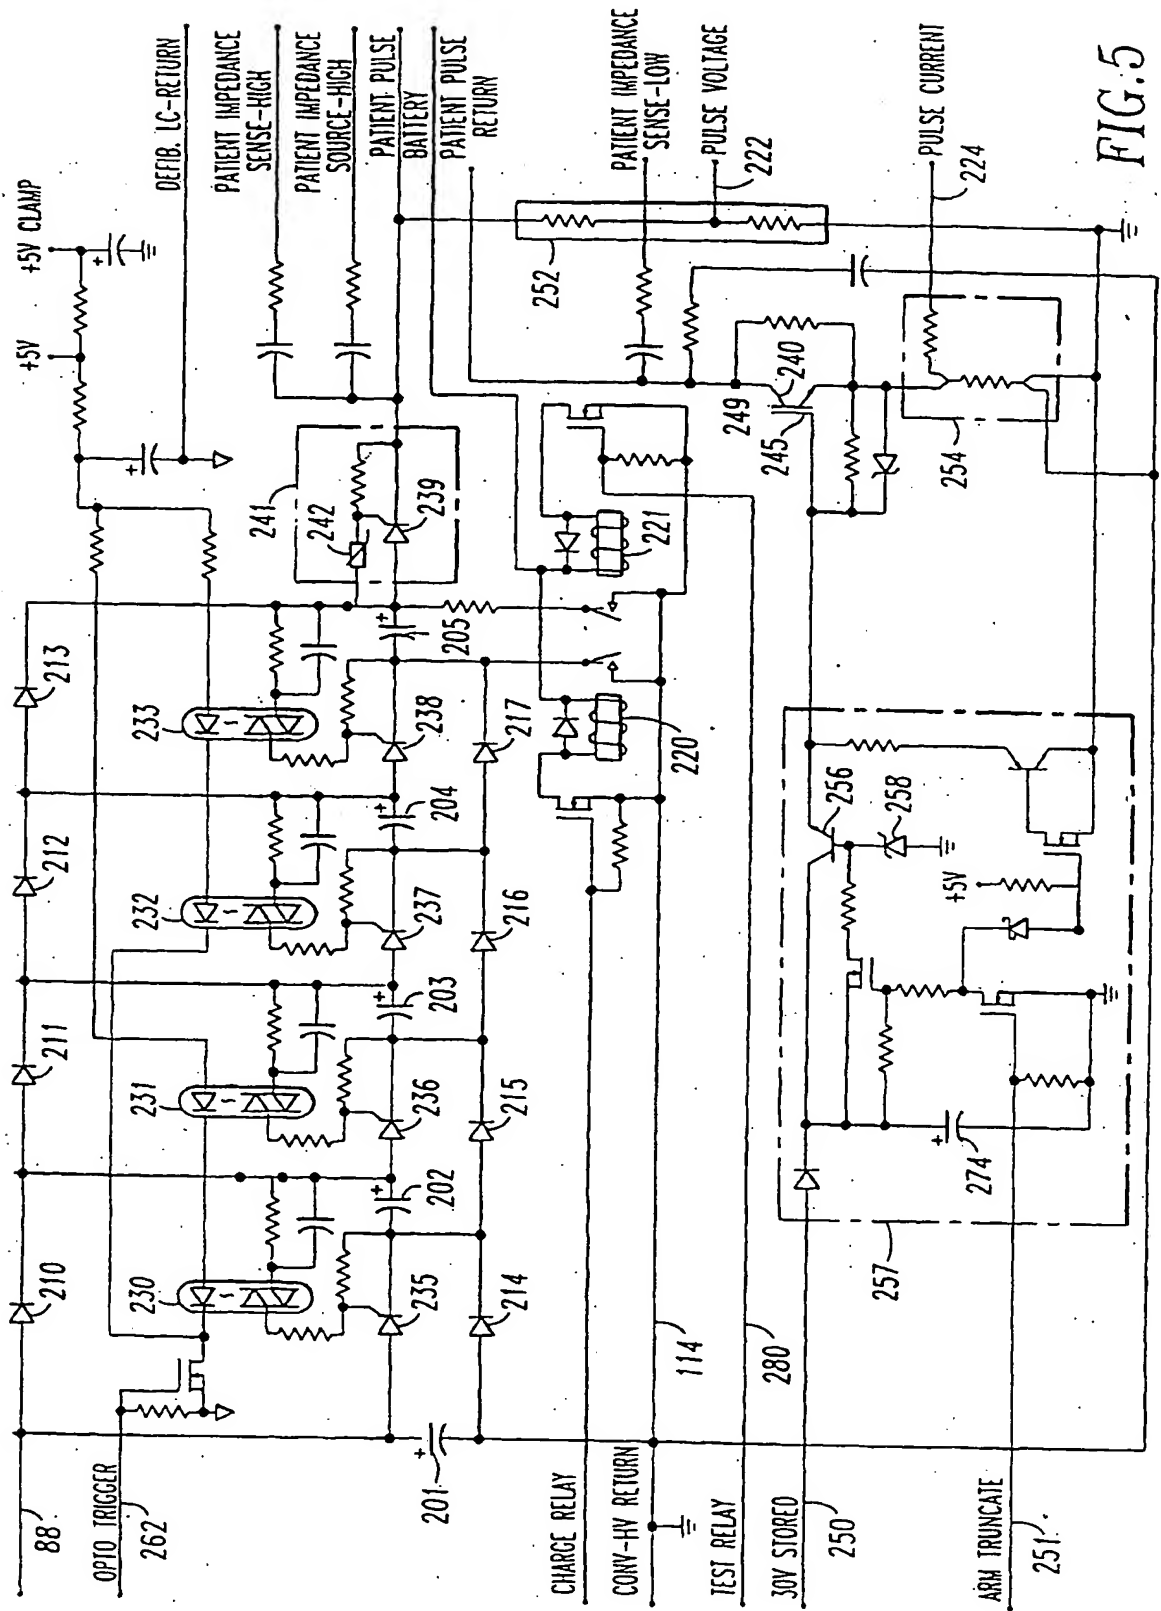 +5V CLAMP
+5V
DEFIB. LC-RETURN
PATIENT IMPEDANCE
SENSE-HIGH
PATIENT IMPEDANCE
SOURCE-HIGH
PATIENT PULSE
BATTERY
PATIENT PULSE
RETURN
PATIENT IMPEDANCE
SENSE-LOW
PULSE VOLTAGE
222
PULSE CURRENT
224
FIG.5
210
211
212
213
230
231
232
233
241
242
239
235
202
236
203
237
204
238
205
214
215
216
217
220
221
252
249
240
245
254
256
258
+5V
274
257
88
OPTO TRIGGER
262
201
CHARGE RELAY
CONV-HV RETURN
114
TEST RELAY
280
30V STORED
250
ARM TRUNCATE
251
+
+
+
+
+
+
+
+